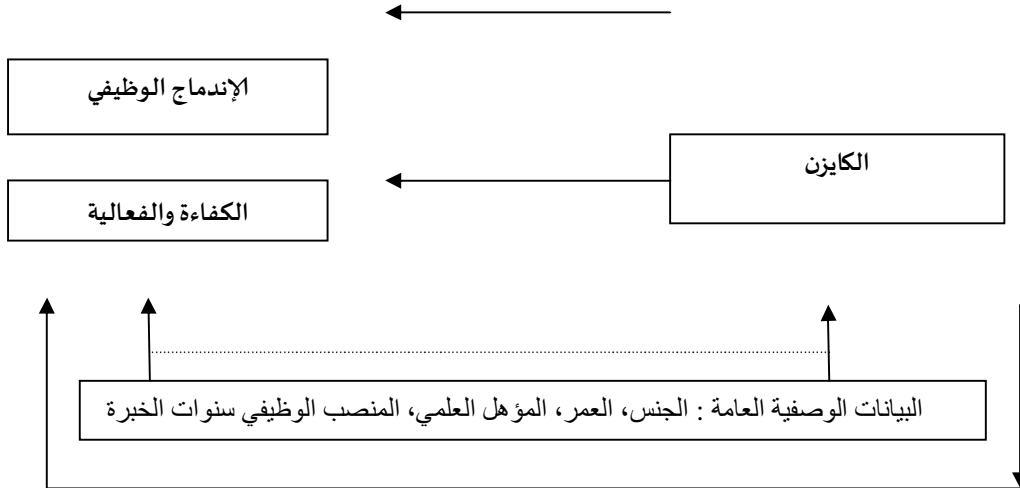 الإندماج الوظيفي
الكايزن
الكفاءة والفعالية
البيانات الوصفية العامة : الجنس، العمر، المؤهل العلمي، المنصب الوظيفي سنوات الخبرة